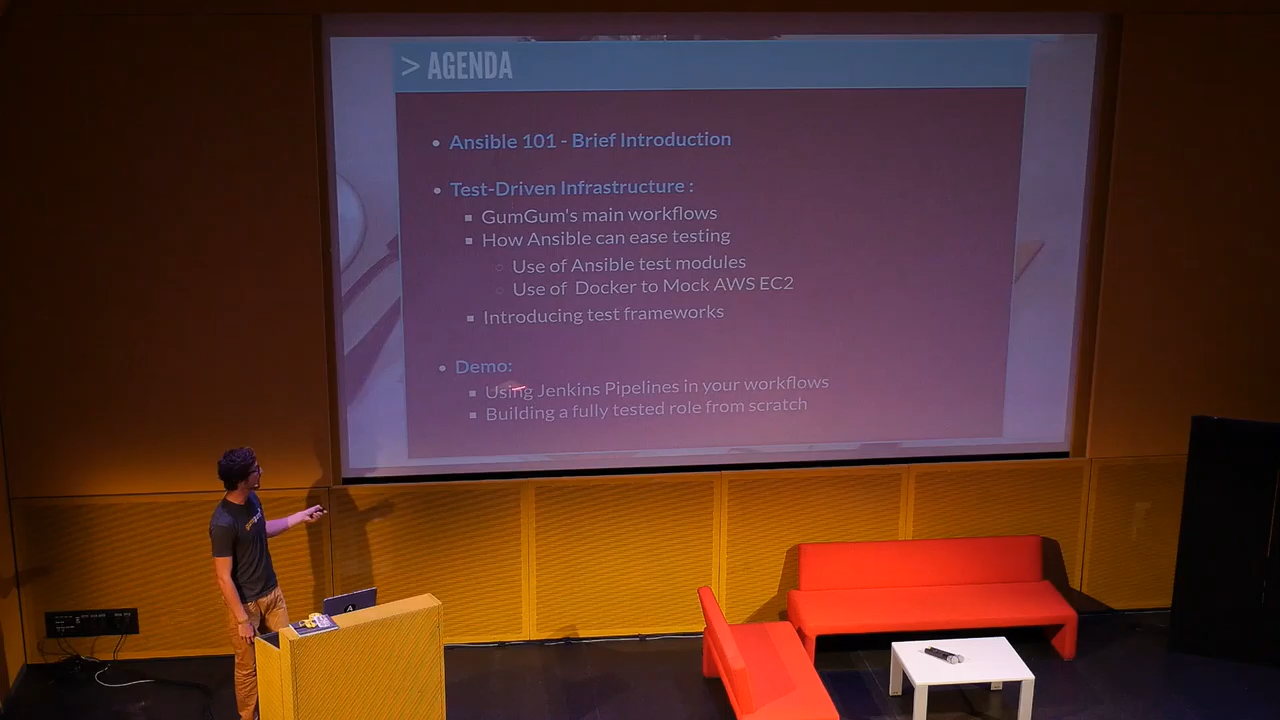 > AGENDA
Ansible 101 - Brief Introduction
Test-Driven Infrastructure :
GumGum's main workflows
How Ansible can ease testing
Use of Ansible test modules
Use of Docker to Mock AWS EC2
Introducing test frameworks
Demo:
Using Jenkins Pipelines in your workflows
Building a fully tested role from scratch